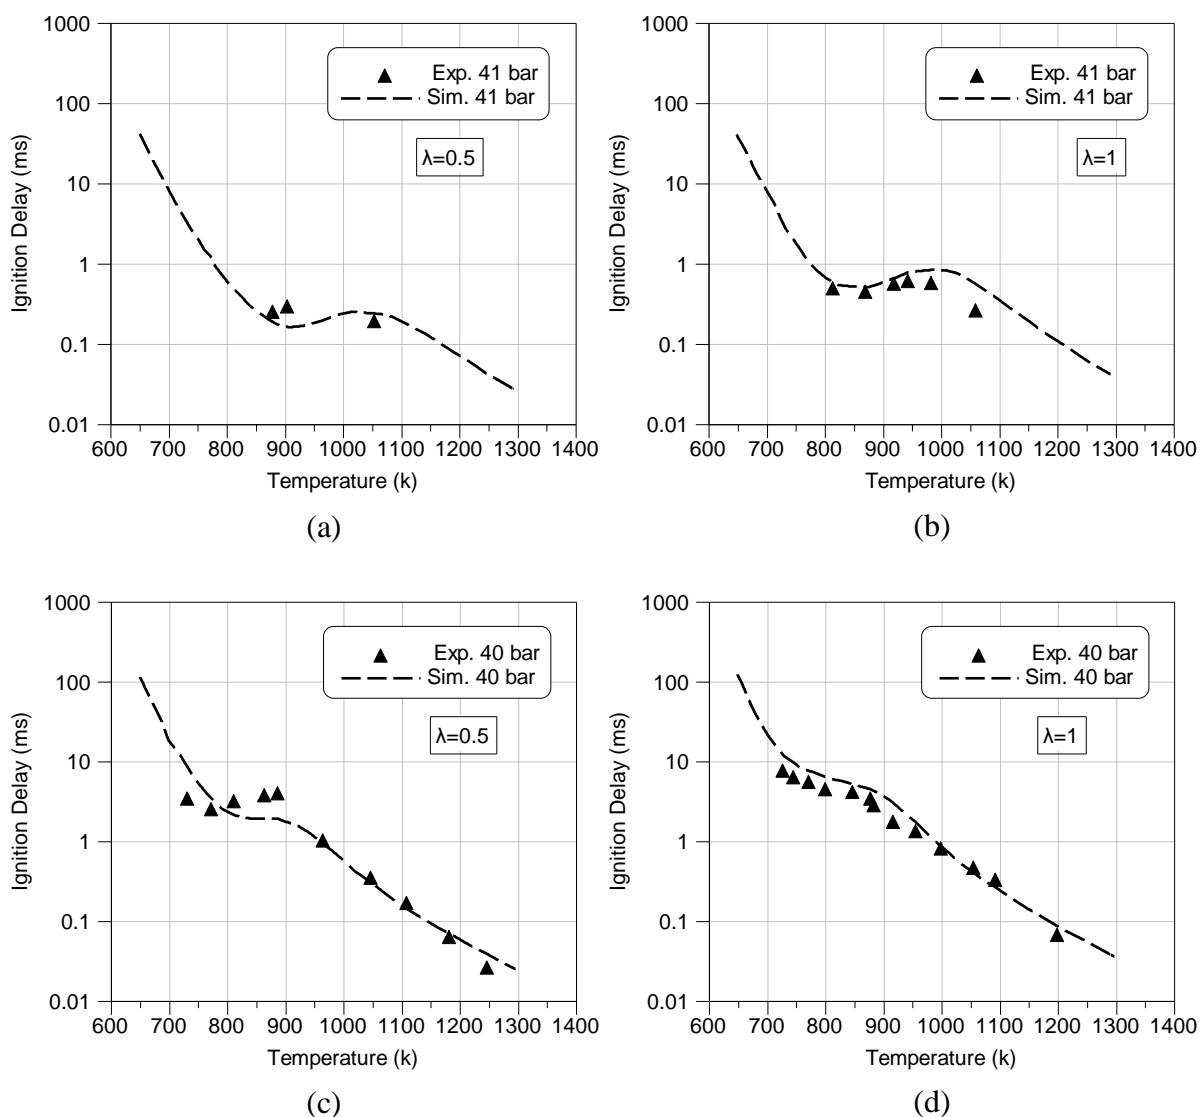 1000
100
10
1
0.1
0.01
600 700 800 900 1000 1100 1200 1300 1400
Ignition Delay (ms)
Temperature (k)
Exp. 41 bar
Sim. 41 bar
λ=0.5
(a)
1000
100
10
1
0.1
0.01
600 700 800 900 1000 1100 1200 1300 1400
Ignition Delay (ms)
Temperature (k)
Exp. 41 bar
Sim. 41 bar
λ=1
(b)
1000
100
10
1
0.1
0.01
600 700 800 900 1000 1100 1200 1300 1400
Ignition Delay (ms)
Temperature (k)
Exp. 40 bar
Sim. 40 bar
λ=0.5
(c)
1000
100
10
1
0.1
0.01
600 700 800 900 1000 1100 1200 1300 1400
Ignition Delay (ms)
Temperature (k)
Exp. 40 bar
Sim. 40 bar
λ=1
(d)